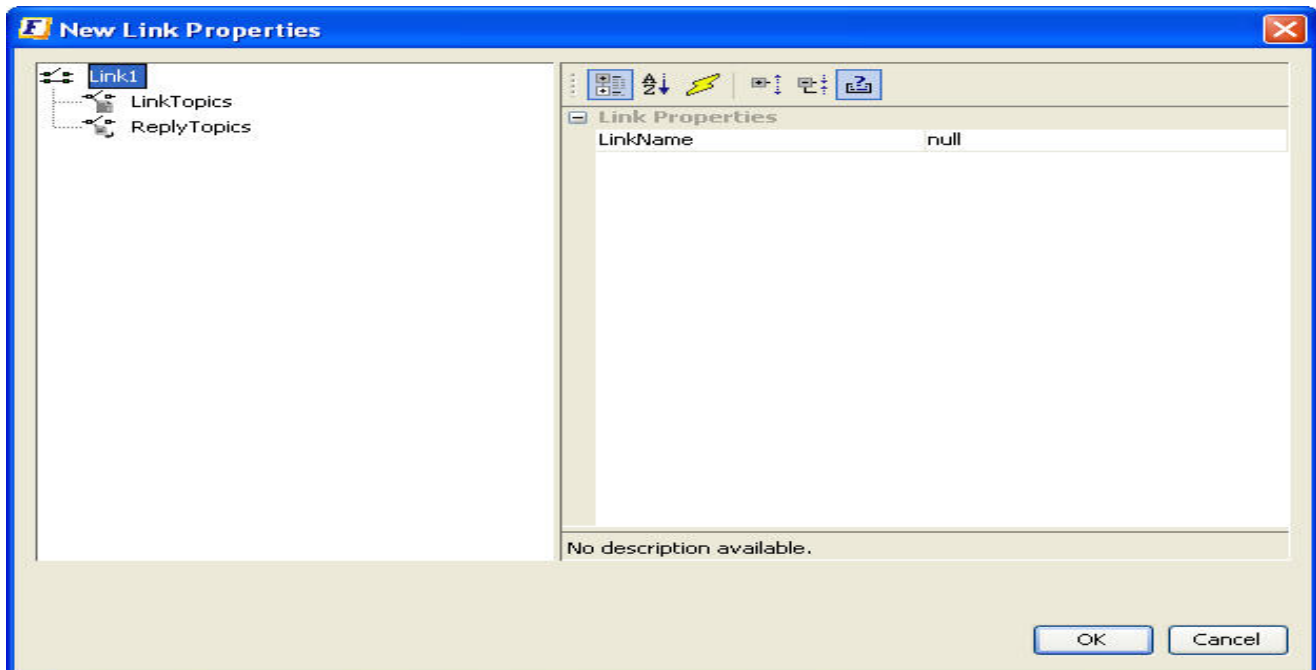 New Link Properties
Link1
LinkTopics
ReplyTopics
Link Properties
LinkName null
No description available.
OK Cancel